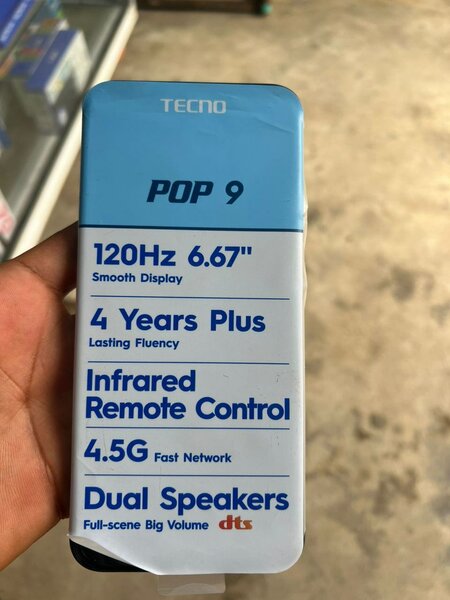 TECNO
POP 9
120Hz 6.67"
Smooth Display
4 Years Plus
Lasting Fluency
Infrared
Remote Control
4.5G Fast Network
Dual Speakers
Full-scene Big Volume dts